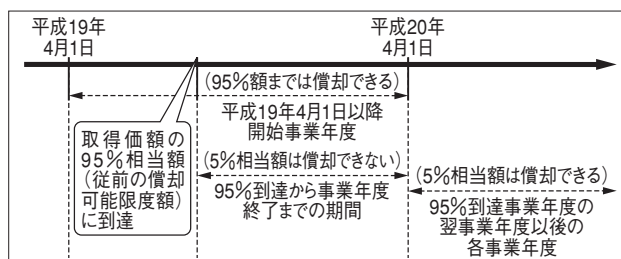 平成19年
4月1日
平成20年
4月1日
(95%額までは償却できる)
平成19年4月1日以降
開始事業年度
取得価額の
95%相当額
(従前の償却
可能限度額)
に到達
(5%相当額は償却できない)
95%到達から事業年度
終了までの期間
(5%相当額は償却できる)
95%到達事業年度の
翌事業年度以後の
各事業年度